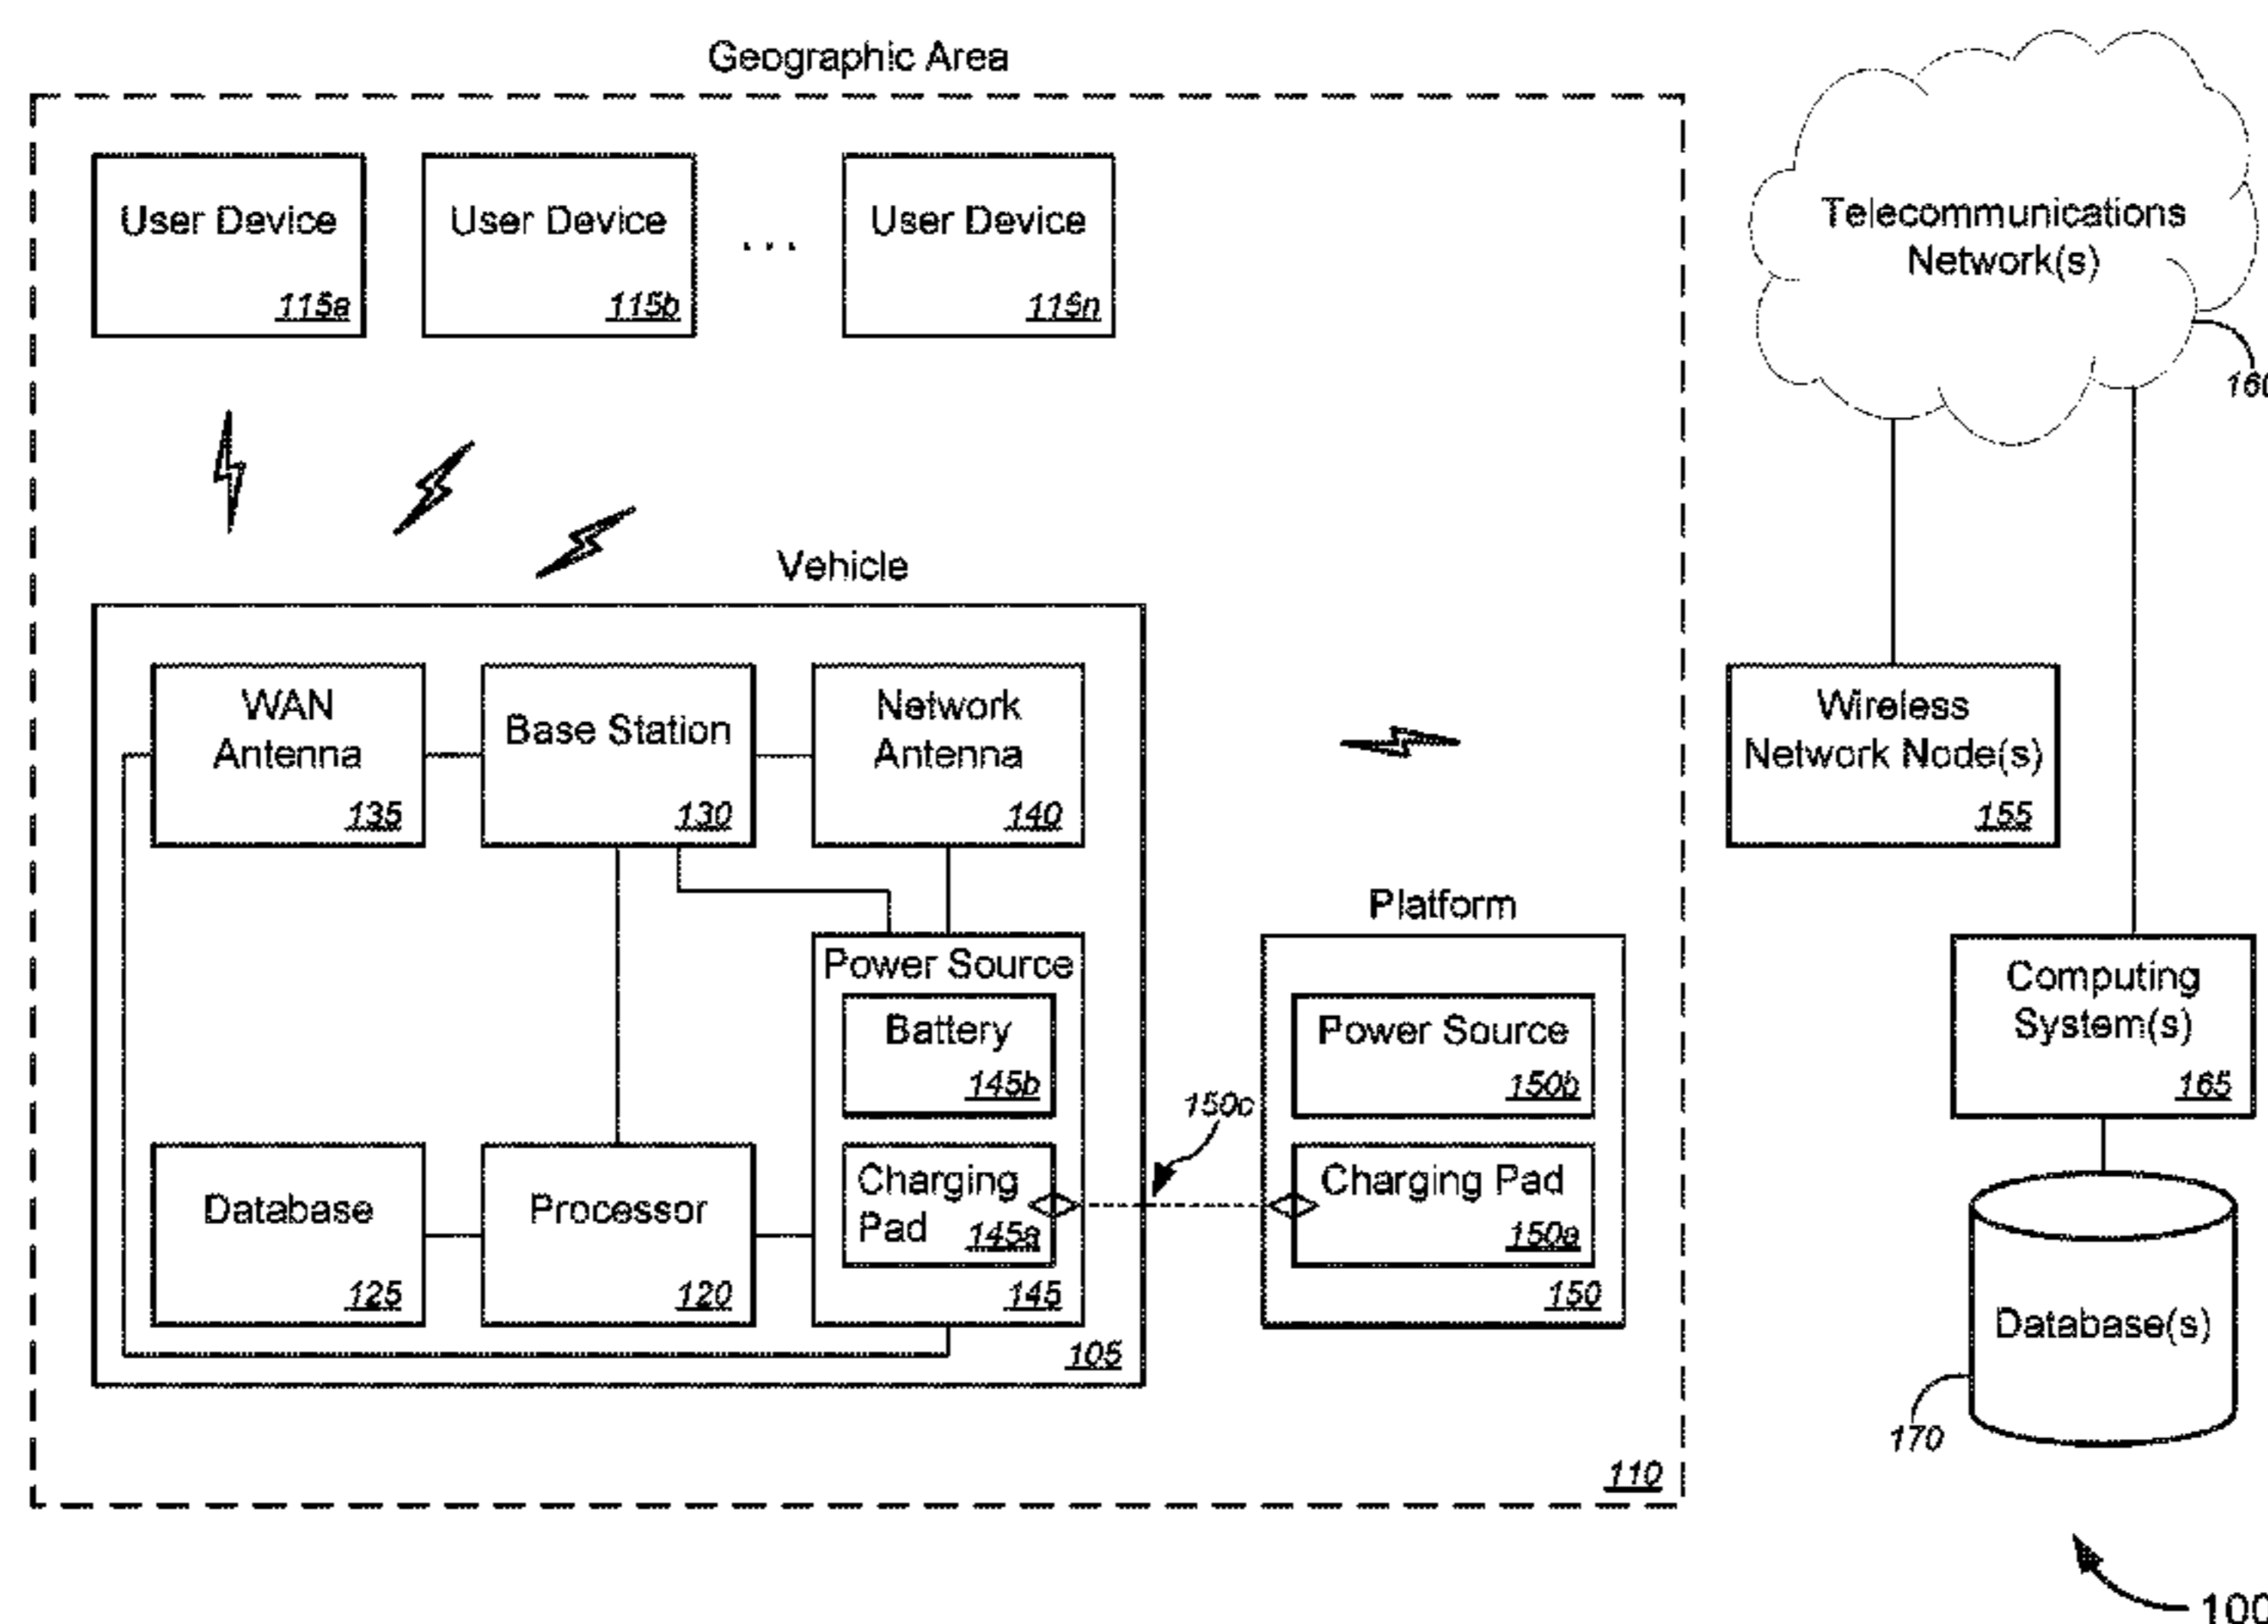 Geographic Area
User Device
115a
User Device
115b
...
User Device
115n
Telecommunications
Network(s)
160
Vehicle
WAN
Antenna
135
Base Station
130
Network
Antenna
140
Wireless
Network Node(s)
155
Platform
Power Source
Battery
145b
Charging
Pad
145a
145
Power Source
150b
Charging Pad
150a
150
150c
Computing
System(s)
165
Database
125
Processor
120
105
Database(s)
170
110
100